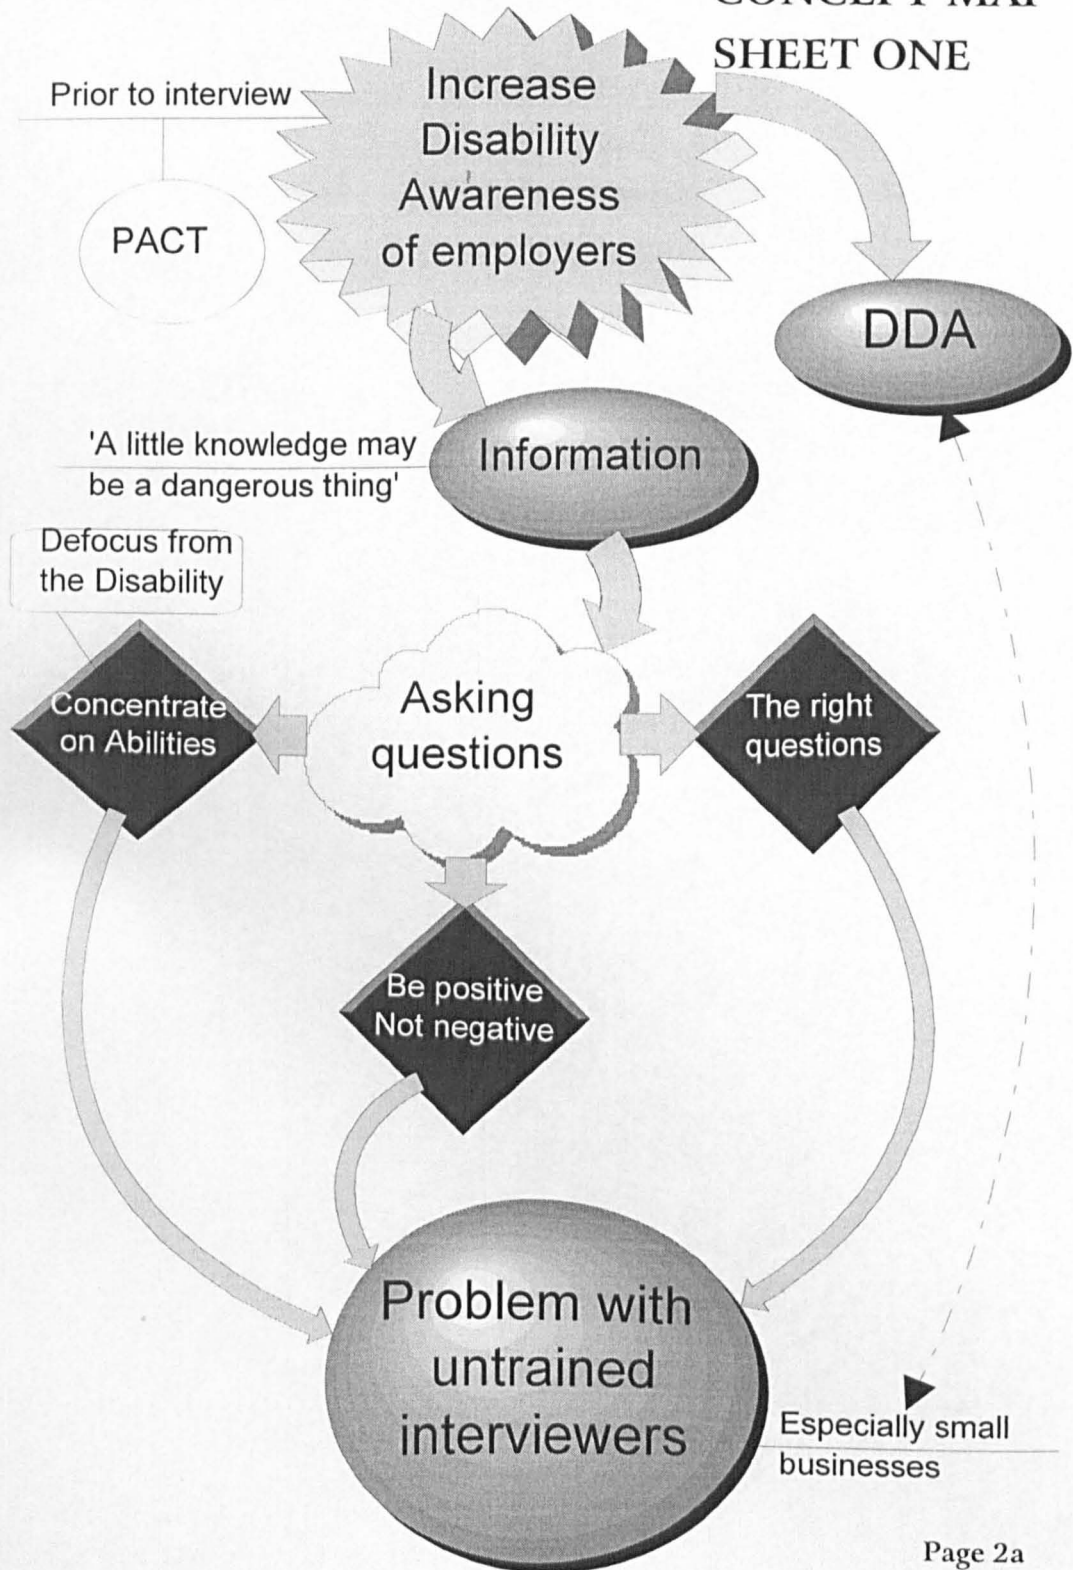 CONCEPT MAP
SHEET ONE
Prior to interview
Increase
Disability
Awareness
of employers
PACT
DDA
'A little knowledge may
be a dangerous thing'
Information
Defocus from
the Disability
Concentrate
on Abilities
Asking
questions
The right
questions
Be positive
Not negative
Problem with
untrained
interviewers
Especially small
businesses
Page 2a